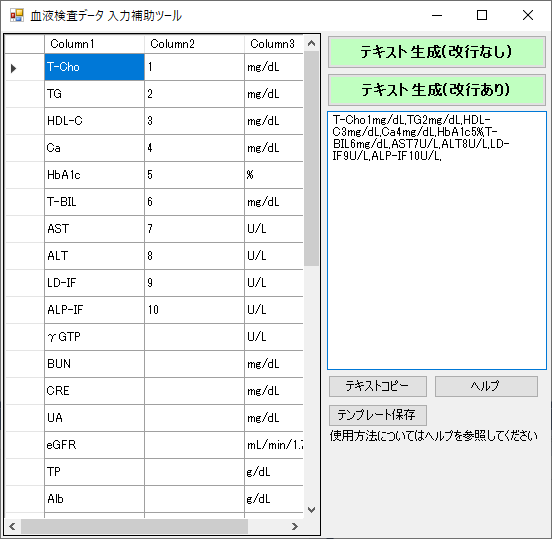 血液検査データ 入力補助ツール
Column1 Column2 Column3
T-Cho 1 mg/dL
TG 2 mg/dL
HDL-C 3 mg/dL
Ca 4 mg/dL
HbA1c 5 %
T-BIL 6 mg/dL
AST 7 U/L
ALT 8 U/L
LD-IF 9 U/L
ALP-IF 10 U/L
γGTP U/L
BUN mg/dL
CRE mg/dL
UA mg/dL
eGFR mL/min/1.7
TP g/dL
Alb g/dL
テキスト生成(改行なし)
テキスト生成(改行あり)
T-Cho1mg/dL,TG2mg/dL,HDL-
C3mg/dL,Ca4mg/dL,HbA1c5%,T-
BIL6mg/dL,AST7U/L,ALT8U/L,LD-
IF9U/L,ALP-IF10U/L,
テキストコピー ヘルプ
テンプレート保存
使用方法についてはヘルプを参照してください